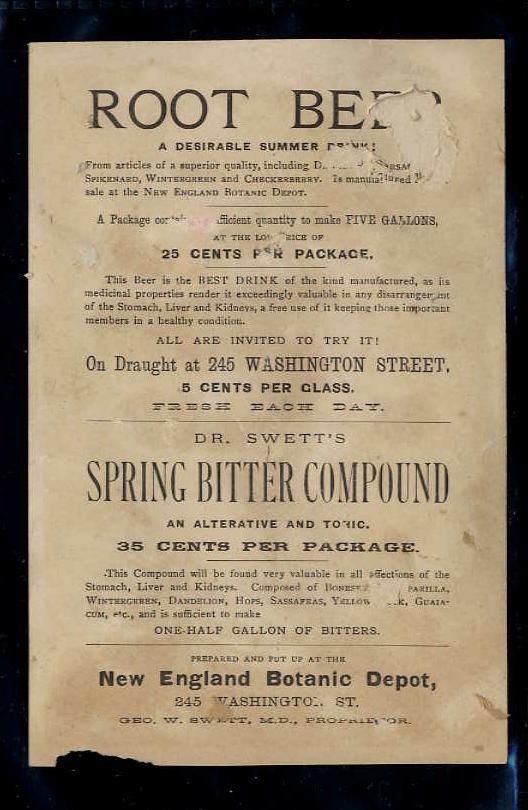 ROOT
A DESIRABLE SUMMER
From articles of a superior quality, including
SPIKENARD, WINTERGREEN and CHECKERBERRY. Is manufactured
sale at the NEW ENGLAND BOTANIC DEPOT.
A Package quantity to make FIVE GALLONS,
AT THE OF
25 CENTS PER PACKAGE.
This Beer is the BEST DRINK of the kind manufactured, as its
medicinal properties render it exceedingly valuable in any disarrangement
of the Stomach, Liver and Kidneys, a free use of it keeping those important
members in a healthy condition.
ALL ARE INVITED TO TRY IT!
On Draught at 245 WASHINGTON STREET.
5 CENTS PER GLASS.
FRESH EACH DAY.
DR. SWETT'S
SPRING BITTER COMPOUND
AN ALTERATIVE AND TONIC.
35 CENTS PER PACKAGE.
This Compound will be found very valuable in all affections of the
Stomach, Liver and Kidneys. Composed of
WINTERGREEN, DANDELION, HOPS, SASSAFRAS, YELLOW GUAIA-
CUM, etc., and is sufficient to make
ONE-HALF GALLON OF BITTERS.
PREPARED AND PUT UP AT THE
New England Botanic Depot,
245 WASHINGTON ST.
GEO. W. SWETT, M.D., PROPRIETOR.